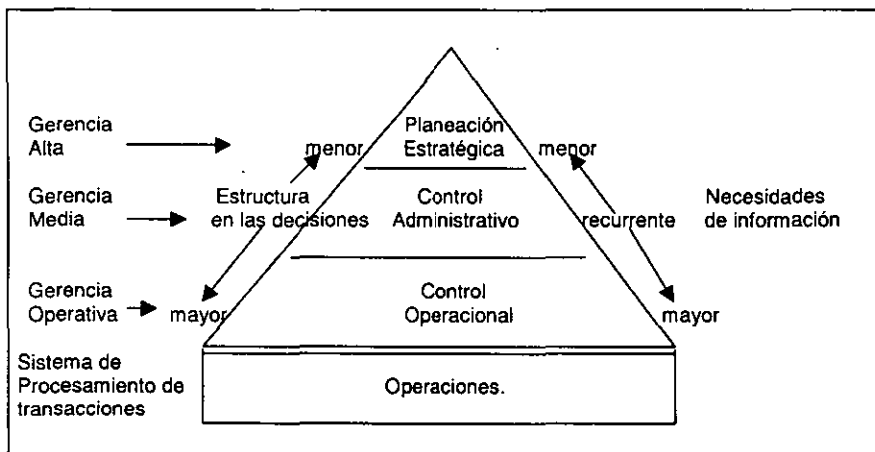 Gerencia
Alta
menor
Planeación
Estratégica
menor
Gerencia
Media
Estructura
en las decisiones
Control
Administrativo
recurrente
Necesidades
de información
Gerencia
Operativa
mayor
Control
Operacional
mayor
Sistema de
Procesamiento de
transacciones
Operaciones.